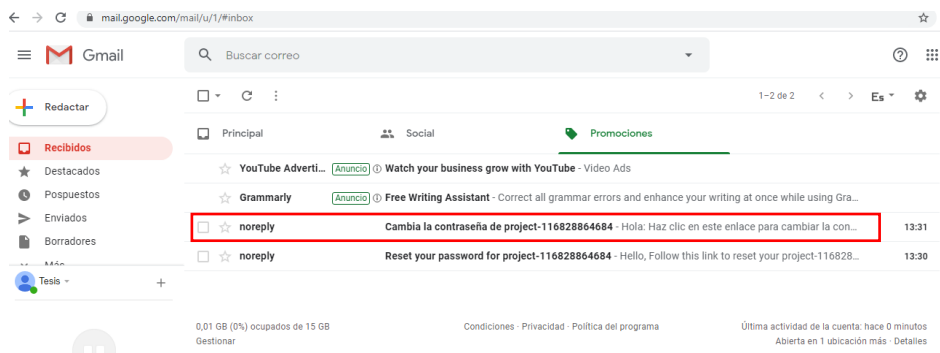 mail.google.com/mail/u/1/#inbox
Gmail
Buscar correo
Redactar
1–2 de 2
Es
Principal
Social
Promociones
Recibidos
Destacados
Pospuestos
Enviados
Borradores
Más
Tesis
YouTube Adverti... Anuncio Watch your business grow with YouTube - Video Ads
Grammarly Anuncio Free Writing Assistant - Correct all grammar errors and enhance your writing at once while using Gra...
noreply Cambia la contraseña de project-116828864684 - Hola: Haz clic en este enlace para cambiar la con... 13:31
noreply Reset your password for project-116828864684 - Hello, Follow this link to reset your project-116828... 13:30
0,01 GB (0%) ocupados de 15 GB
Gestionar
Condiciones · Privacidad · Política del programa
Última actividad de la cuenta: hace 0 minutos
Abierta en 1 ubicación más · Detalles